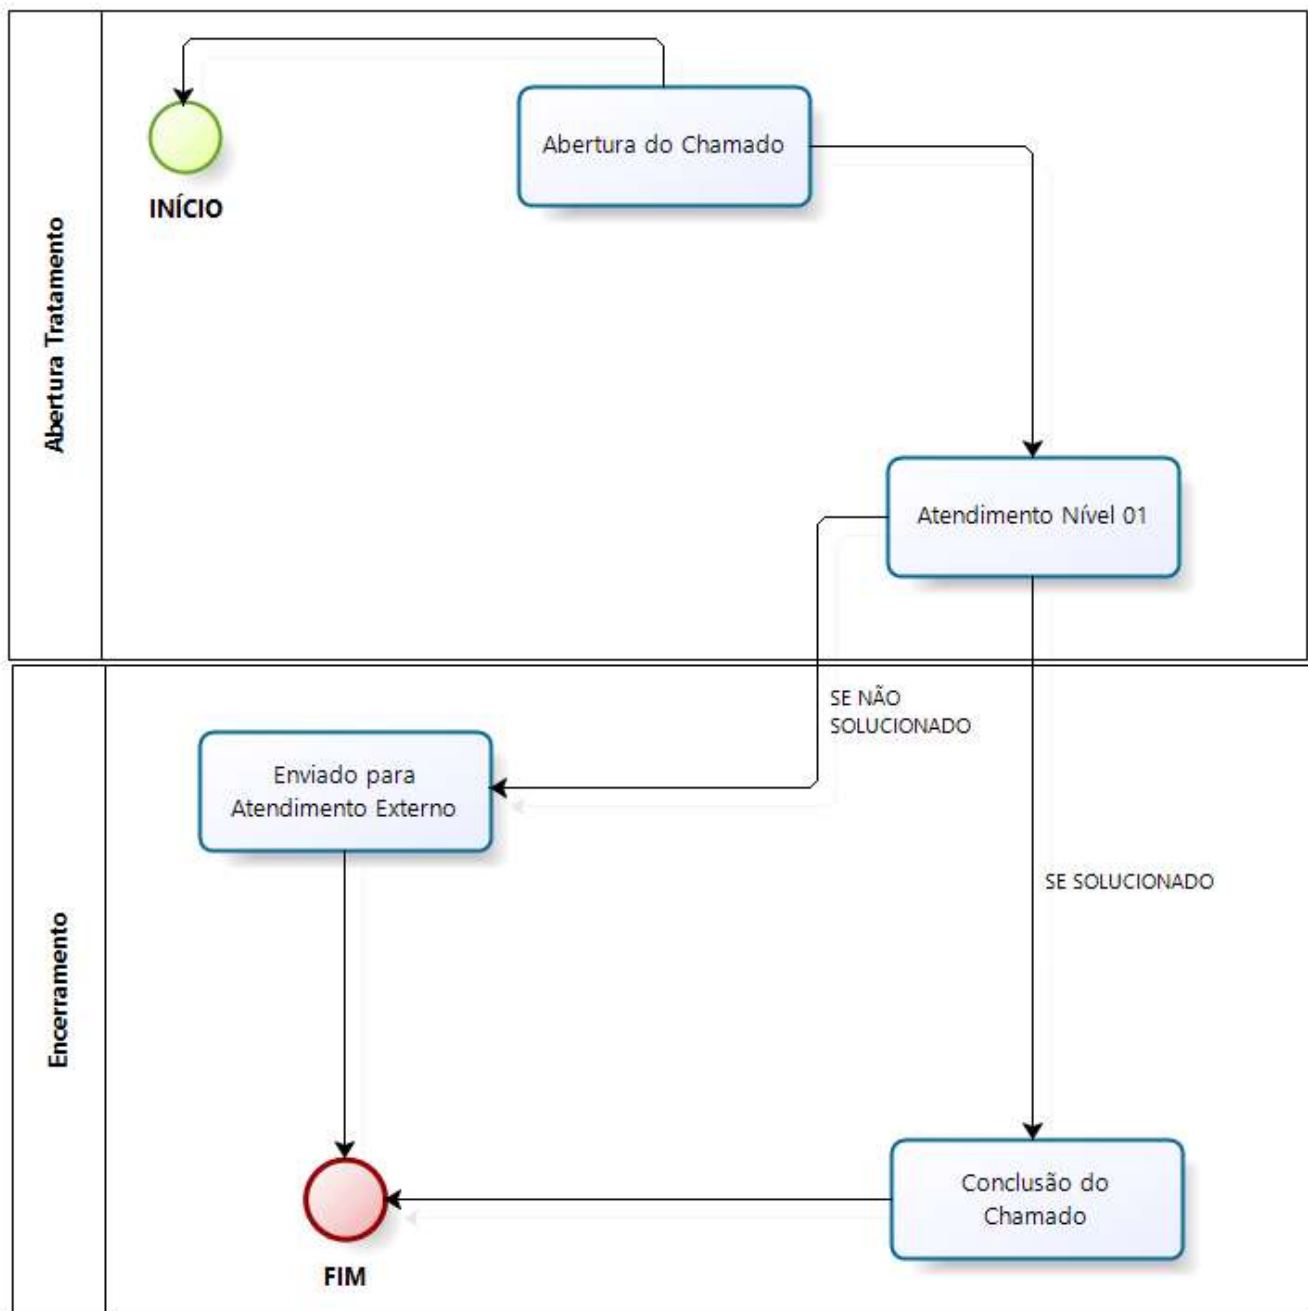 Abertura Tratamento
Abertura do Chamado
INÍCIO
Atendimento Nível 01
Encerramento
SE NÃO
SOLUCIONADO
Enviado para
Atendimento Externo
SE SOLUCIONADO
Conclusão do
Chamado
FIM